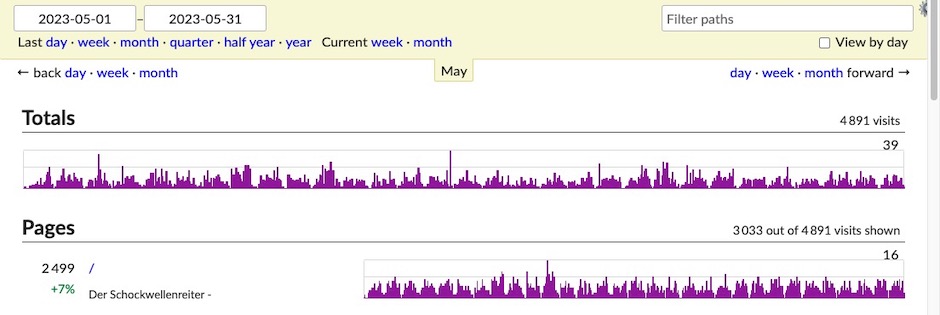 2023-05-01 – 2023-05-31 Filter paths
Last day · week · month · quarter · half year · year Current week · month View by day
← back day · week · month May day · week · month forward →
Totals 4 891 visits
39
Pages 3 033 out of 4 891 visits shown
16
2 499 /
+7% Der Schockwellenreiter -